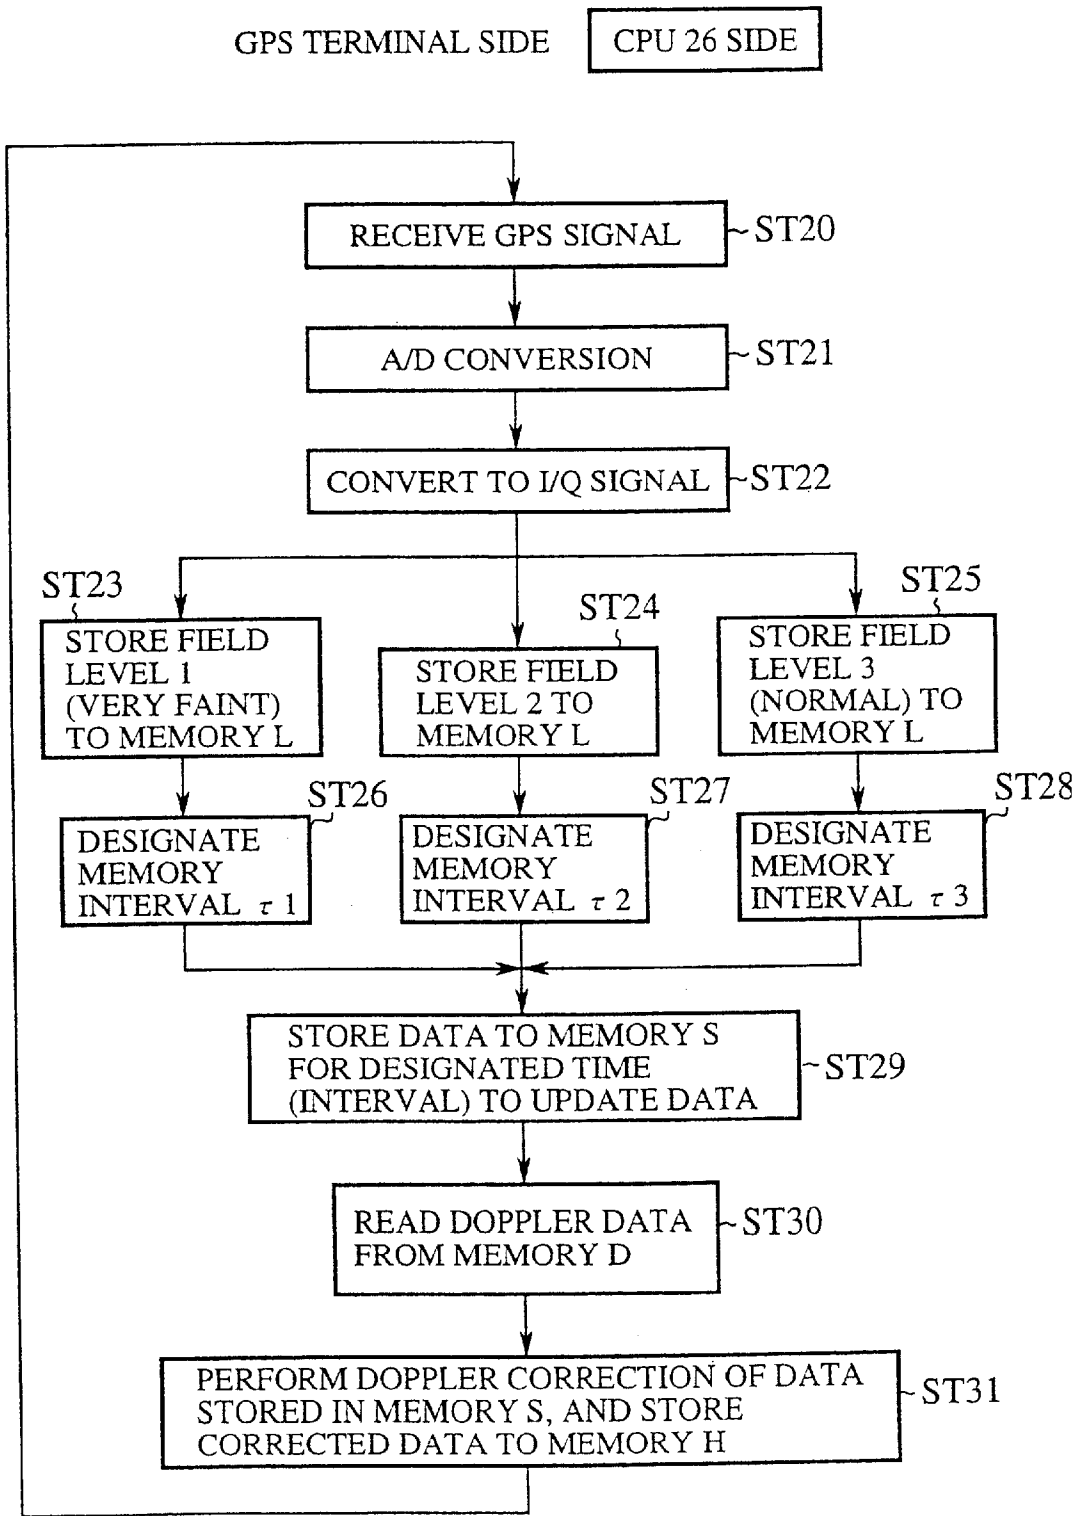 GPS TERMINAL SIDE
CPU 26 SIDE
RECEIVE GPS SIGNAL
ST20
A/D CONVERSION
ST21
CONVERT TO I/Q SIGNAL
ST22
ST23
STORE FIELD
LEVEL 1
(VERY FAINT)
TO MEMORY L
ST24
STORE FIELD
LEVEL 2 TO
MEMORY L
ST25
STORE FIELD
LEVEL 3
(NORMAL) TO
MEMORY L
ST26
DESIGNATE
MEMORY
INTERVAL τ 1
ST27
DESIGNATE
MEMORY
INTERVAL τ 2
ST28
DESIGNATE
MEMORY
INTERVAL τ 3
STORE DATA TO MEMORY S
FOR DESIGNATED TIME
(INTERVAL) TO UPDATE DATA
ST29
READ DOPPLER DATA
FROM MEMORY D
ST30
PERFORM DOPPLER CORRECTION OF DATA
STORED IN MEMORY S, AND STORE
CORRECTED DATA TO MEMORY H
ST31